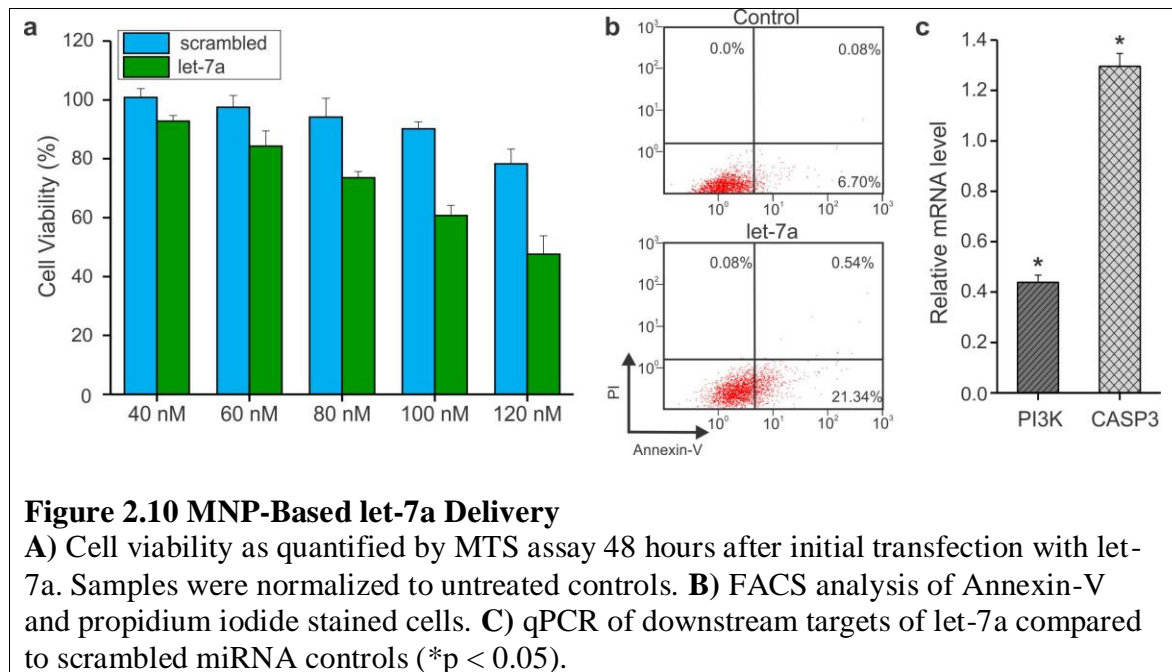 a
120
100
80
60
40
20
0
Cell Viability (%)
scrambled
let-7a
40 nM 60 nM 80 nM 100 nM 120 nM
b
Control
10³
10²
10¹
10⁰
0.0% 0.08%
6.70%
10⁰ 10¹ 10² 10³
let-7a
10³
10²
10¹
10⁰
0.08% 0.54%
21.34%
10⁰ 10¹ 10² 10³
PI
Annexin-V
c
1.4
1.2
1.0
0.8
0.6
0.4
0.2
0.0
Relative mRNA level
* *
PI3K CASP3
Figure 2.10 MNP-Based let-7a Delivery
A) Cell viability as quantified by MTS assay 48 hours after initial transfection with let-
7a. Samples were normalized to untreated controls. B) FACS analysis of Annexin-V
and propidium iodide stained cells. C) qPCR of downstream targets of let-7a compared
to scrambled miRNA controls (*p < 0.05).